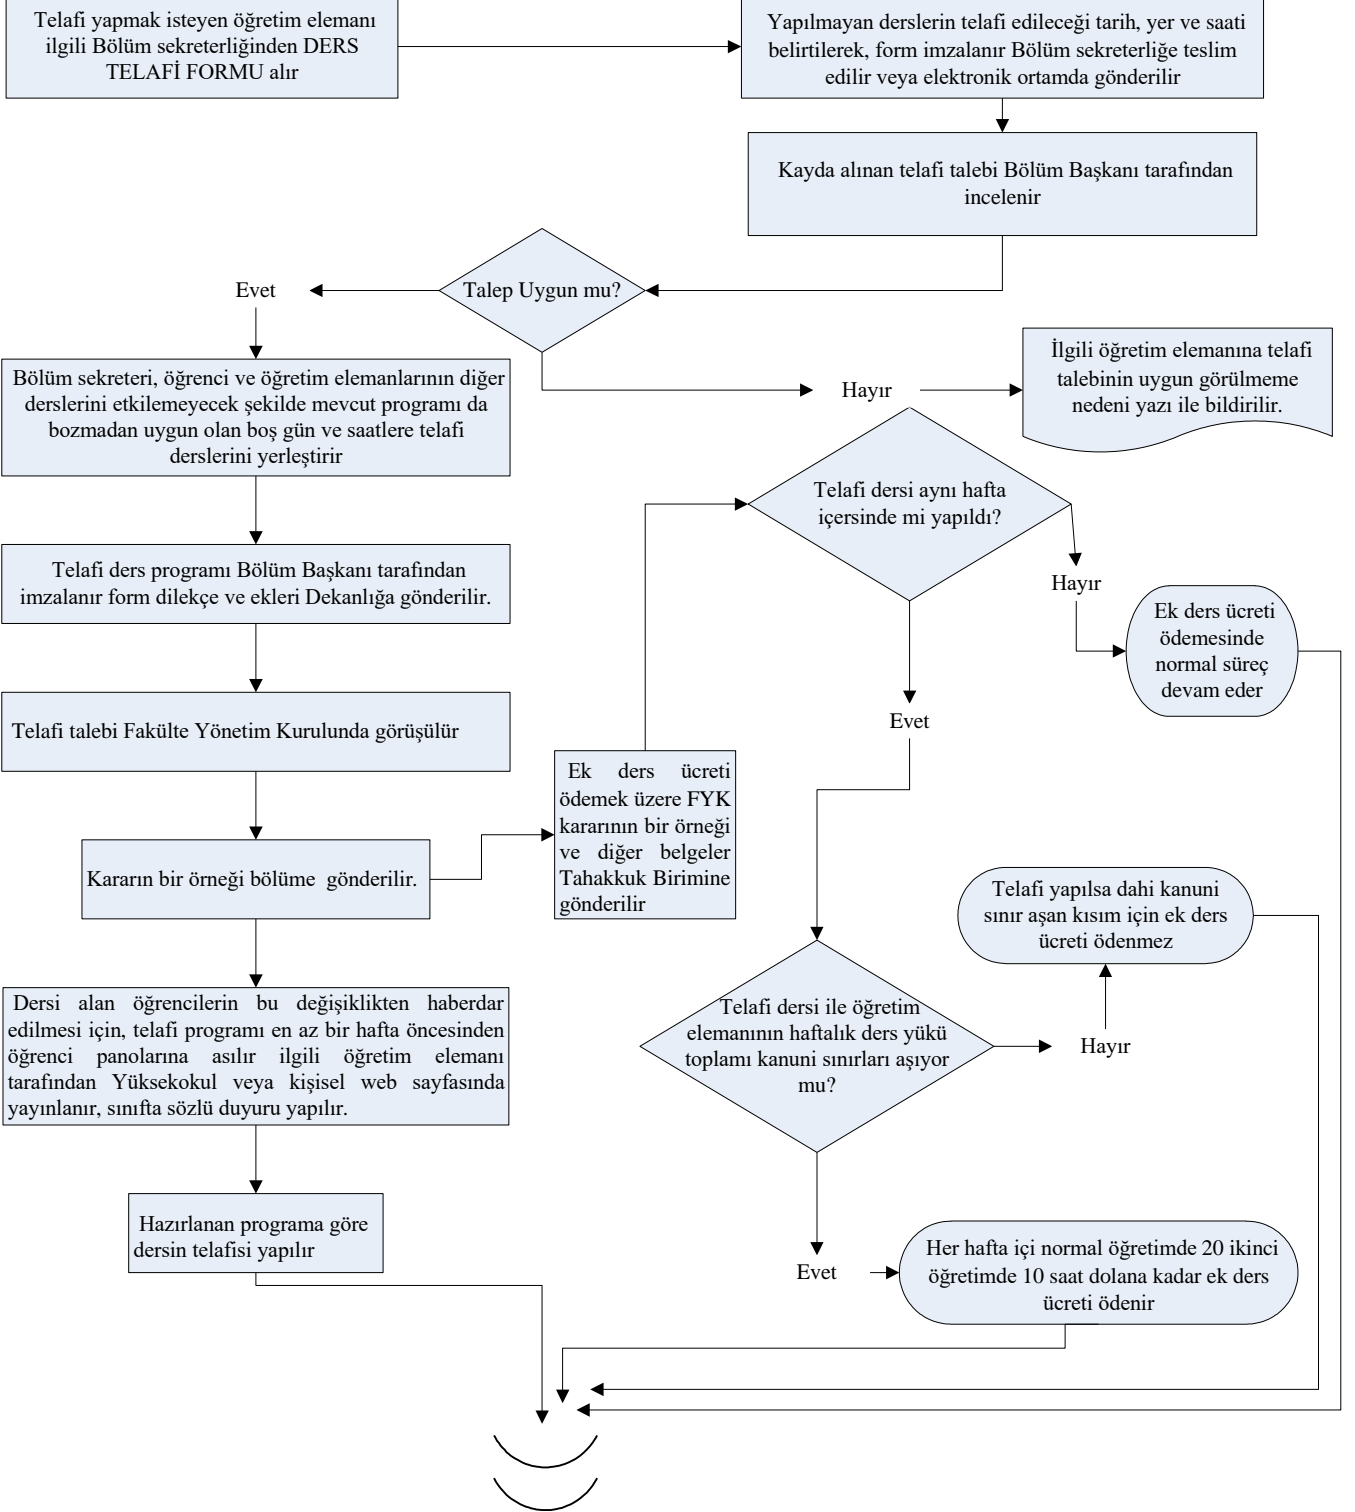 Telafi yapmak isteyen öğretim elemanı
ilgili Bölüm sekreterliğinden DERS
TELAFİ FORMU alır
Yapılmayan derslerin telafi edileceği tarih, yer ve saati
belirtilerek, form imzalanır Bölüm sekreterliğe teslim
edilir veya elektronik ortamda gönderilir
Kayda alınan telafi talebi Bölüm Başkanı tarafından
incelenir
Talep Uygun mu?
Evet
Hayır
İlgili öğretim elemanına telafi
talebinin uygun görülmeme
nedeni yazı ile bildirilir.
Bölüm sekreteri, öğrenci ve öğretim elemanlarının diğer
derslerini etkilemeyecek şekilde mevcut programı da
bozmadan uygun olan boş gün ve saatlere telafi
derslerini yerleştirir
Telafi dersi aynı hafta
içersinde mi yapıldı?
Telafi ders programı Bölüm Başkanı tarafından
imzalanır form dilekçe ve ekleri Dekanlığa gönderilir.
Hayır
Ek ders ücreti
ödemesinde
normal süreç
devam eder
Telafi talebi Fakülte Yönetim Kurulunda görüşülür
Evet
Ek ders ücreti
ödemek üzere FYK
kararının bir örneği
ve diğer belgeler
Tahakkuk Birimine
gönderilir
Kararın bir örneği bölüme gönderilir.
Telafi yapılsa dahi kanuni
sınır aşan kısım için ek ders
ücreti ödenmez
Dersi alan öğrencilerin bu değişiklikten haberdar
edilmesi için, telafi programı en az bir hafta öncesinden
öğrenci panolarına asılır ilgili öğretim elemanı
tarafından Yüksekokul veya kişisel web sayfasında
yayınlanır, sınıfta sözlü duyuru yapılır.
Telafi dersi ile öğretim
elemanının haftalık ders yükü
toplamı kanuni sınırları aşıyor
mu?
Hayır
Hazırlanan programa göre
dersin telafisi yapılır
Evet
Her hafta içi normal öğretimde 20 ikinci
öğretimde 10 saat dolana kadar ek ders
ücreti ödenir